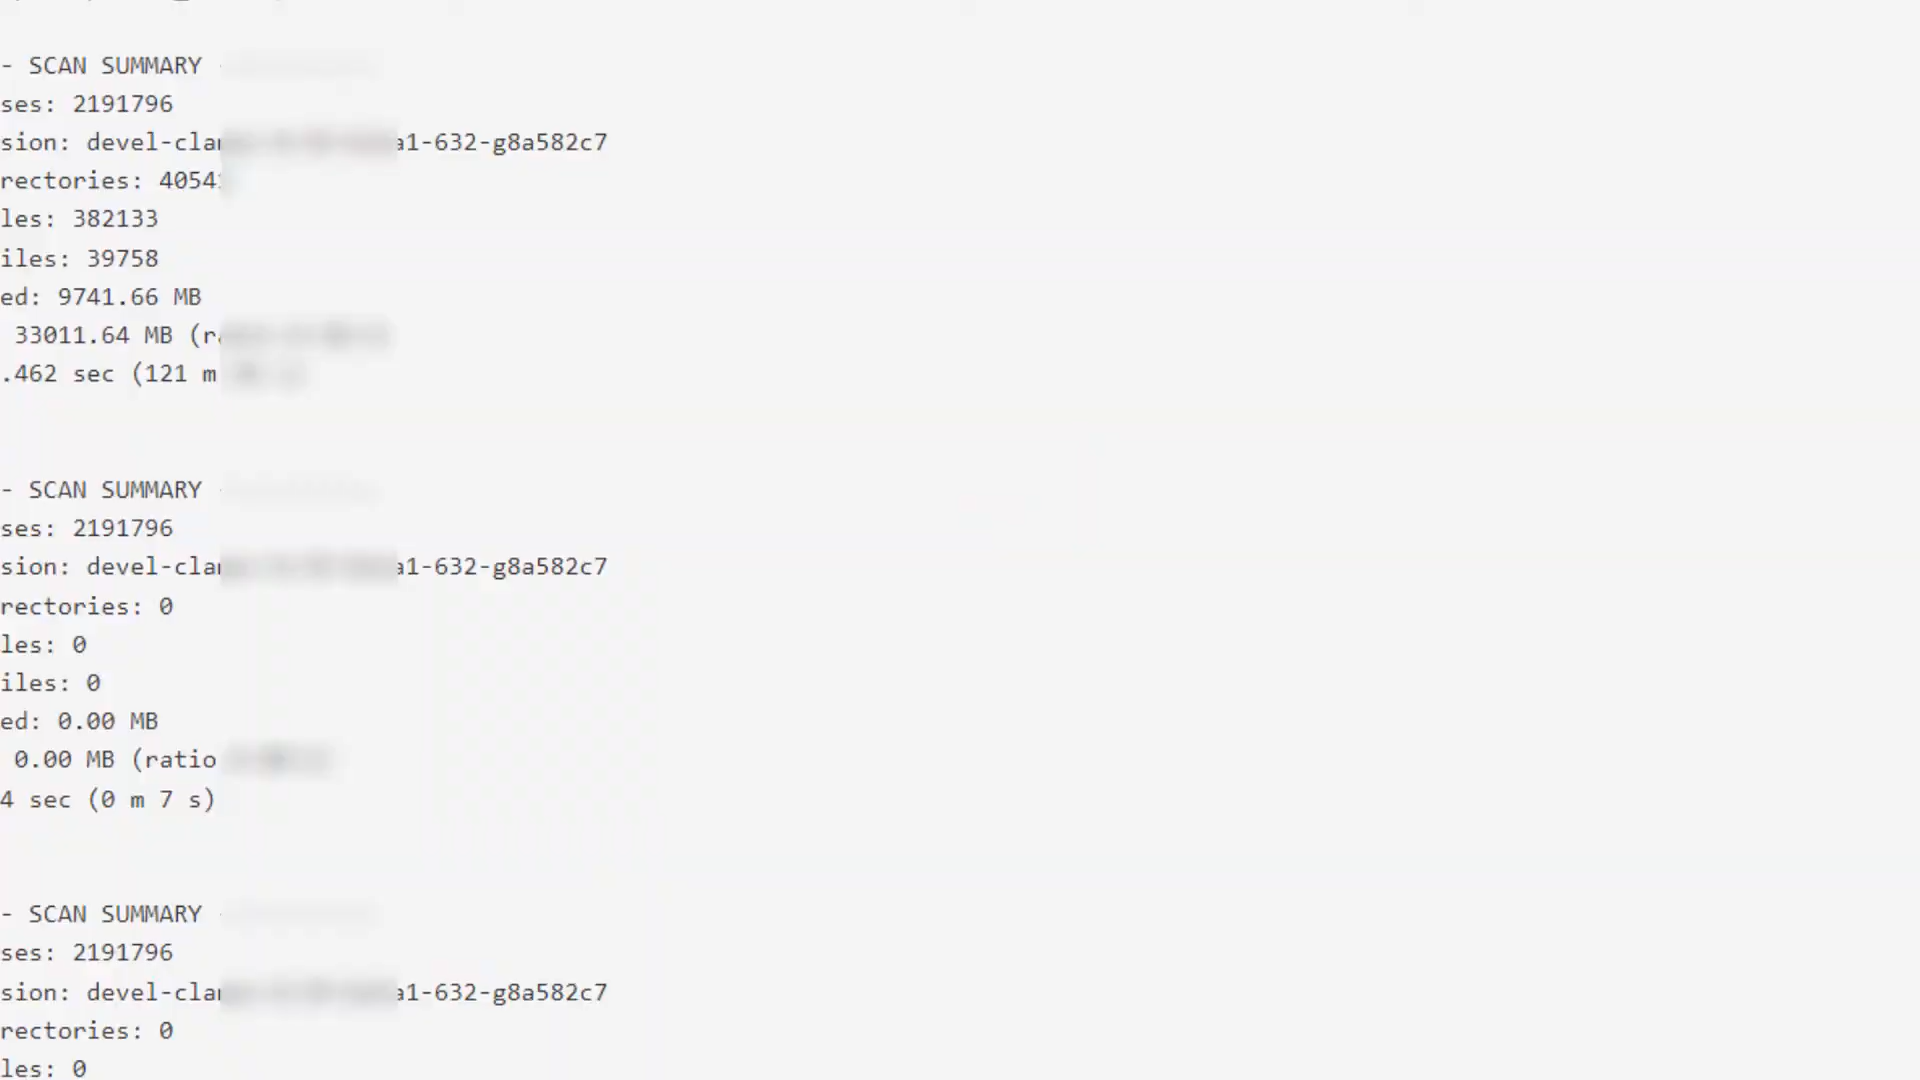 - SCAN SUMMARY
ses: 2191796
sion: devel-cla a1-632-g8a582c7
rectories: 4054
les: 382133
iles: 39758
ed: 9741.66 MB
33011.64 MB (r
.462 sec (121 m
- SCAN SUMMARY
ses: 2191796
sion: devel-cla a1-632-g8a582c7
rectories: 0
les: 0
iles: 0
ed: 0.00 MB
0.00 MB (ratio
4 sec (0 m 7 s)
- SCAN SUMMARY
ses: 2191796
sion: devel-cla a1-632-g8a582c7
rectories: 0
les: 0